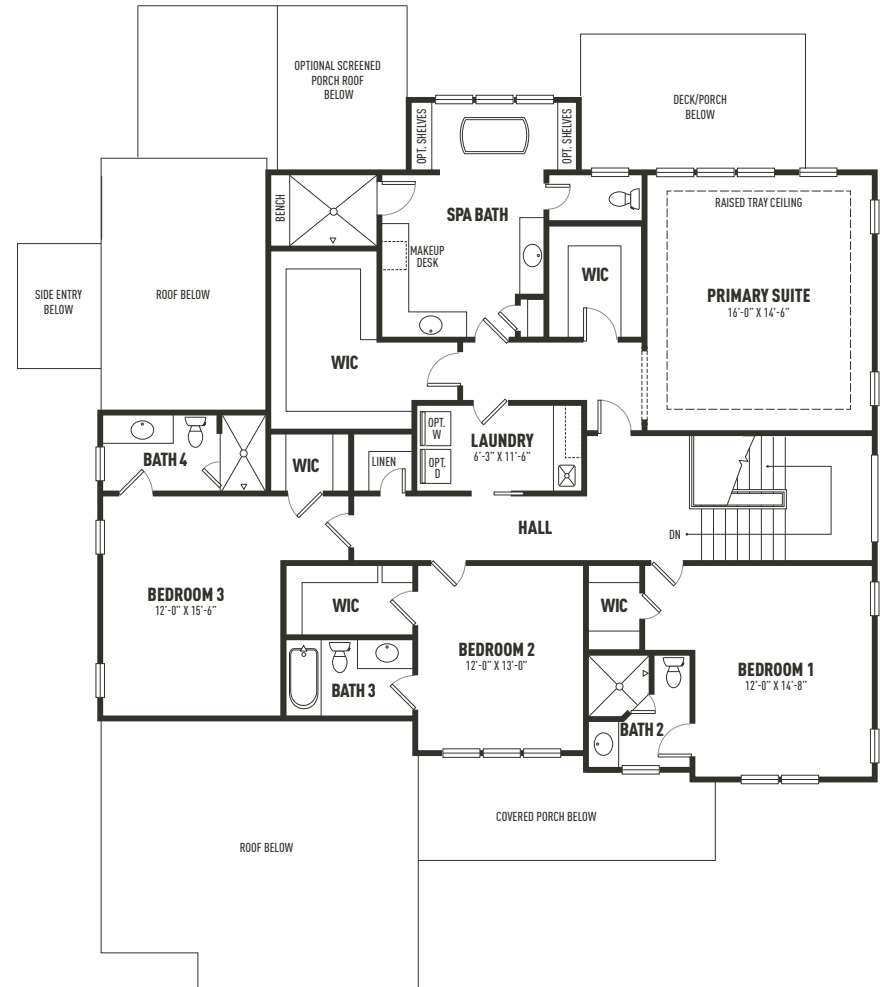 OPTIONAL SCREENED
PORCH ROOF
BELOW
DECK/PORCH
BELOW
OPT. SHELVES
OPT. SHELVES
BENCH
SPA BATH
RAISED TRAY CEILING
MAKEUP
DESK
WIC
SIDE ENTRY
BELOW
ROOF BELOW
PRIMARY SUITE
16'-0" X 14'-6"
WIC
OPT.
W
LAUNDRY
6'-3" X 11'-6"
OPT.
D
BATH 4
WIC
LINEN
HALL
DN
BEDROOM 3
12'-0" X 15'-6"
WIC
WIC
BEDROOM 2
12'-0" X 13'-0"
BEDROOM 1
12'-0" X 14'-8"
BATH 3
BATH 2
COVERED PORCH BELOW
ROOF BELOW